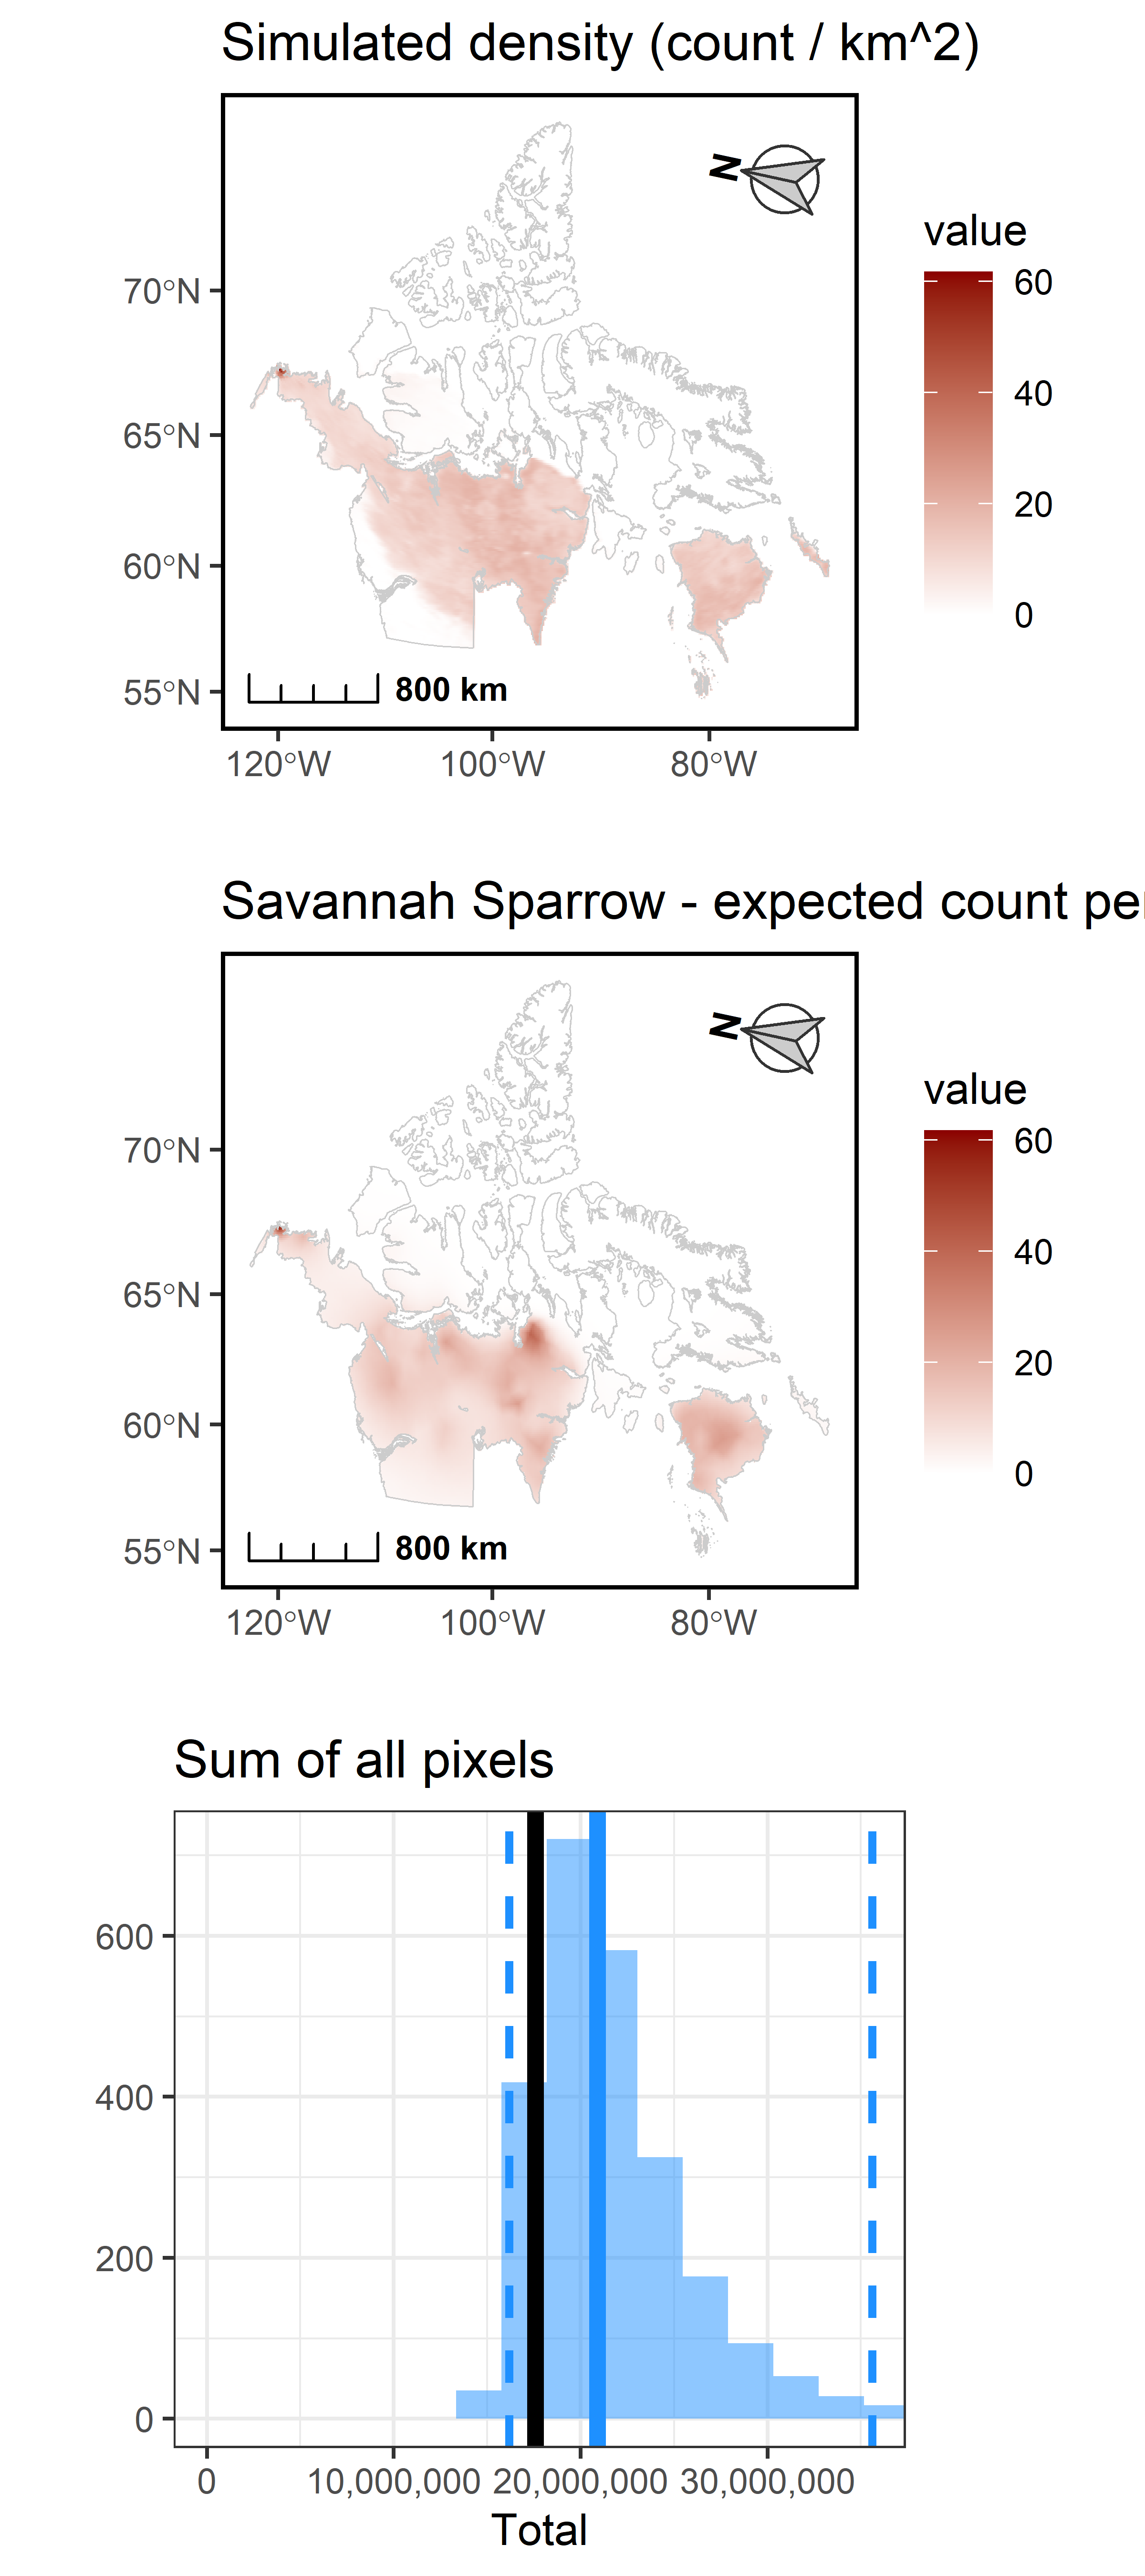 Simulated density (count / km^2)
N
value
60
40
20
0
70°N
65°N
60°N
55°N
800 km
120°W 100°W 80°W
Savannah Sparrow - expected count per
N
value
60
40
20
0
70°N
65°N
60°N
55°N
800 km
120°W 100°W 80°W
Sum of all pixels
600
400
200
0
0 10,000,000 20,000,000 30,000,000
Total